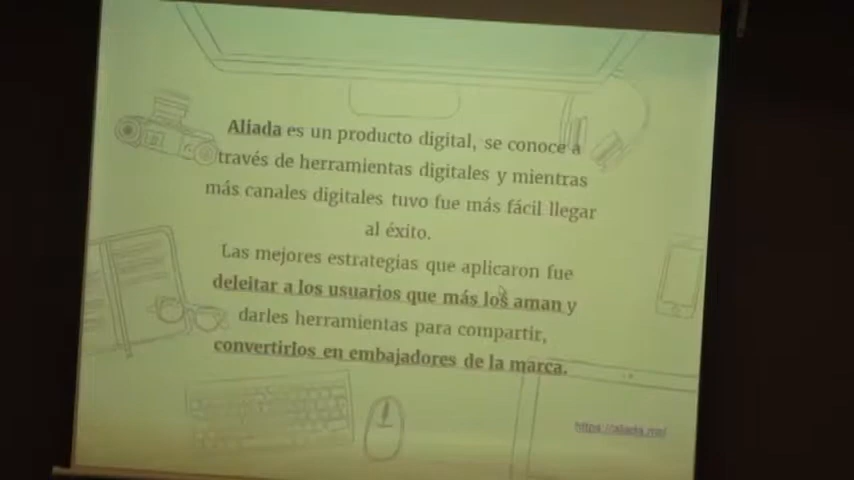 Aliada es un producto digital, se conoce a
través de herramientas digitales y mientras
más canales digitales tuvo fue más fácil llegar
al éxito.
Las mejores estrategias que aplicaron fue
deleitar a los usuarios que más los aman y
darles herramientas para compartir,
convertirlos en embajadores de la marca.
https://aliada.mx/